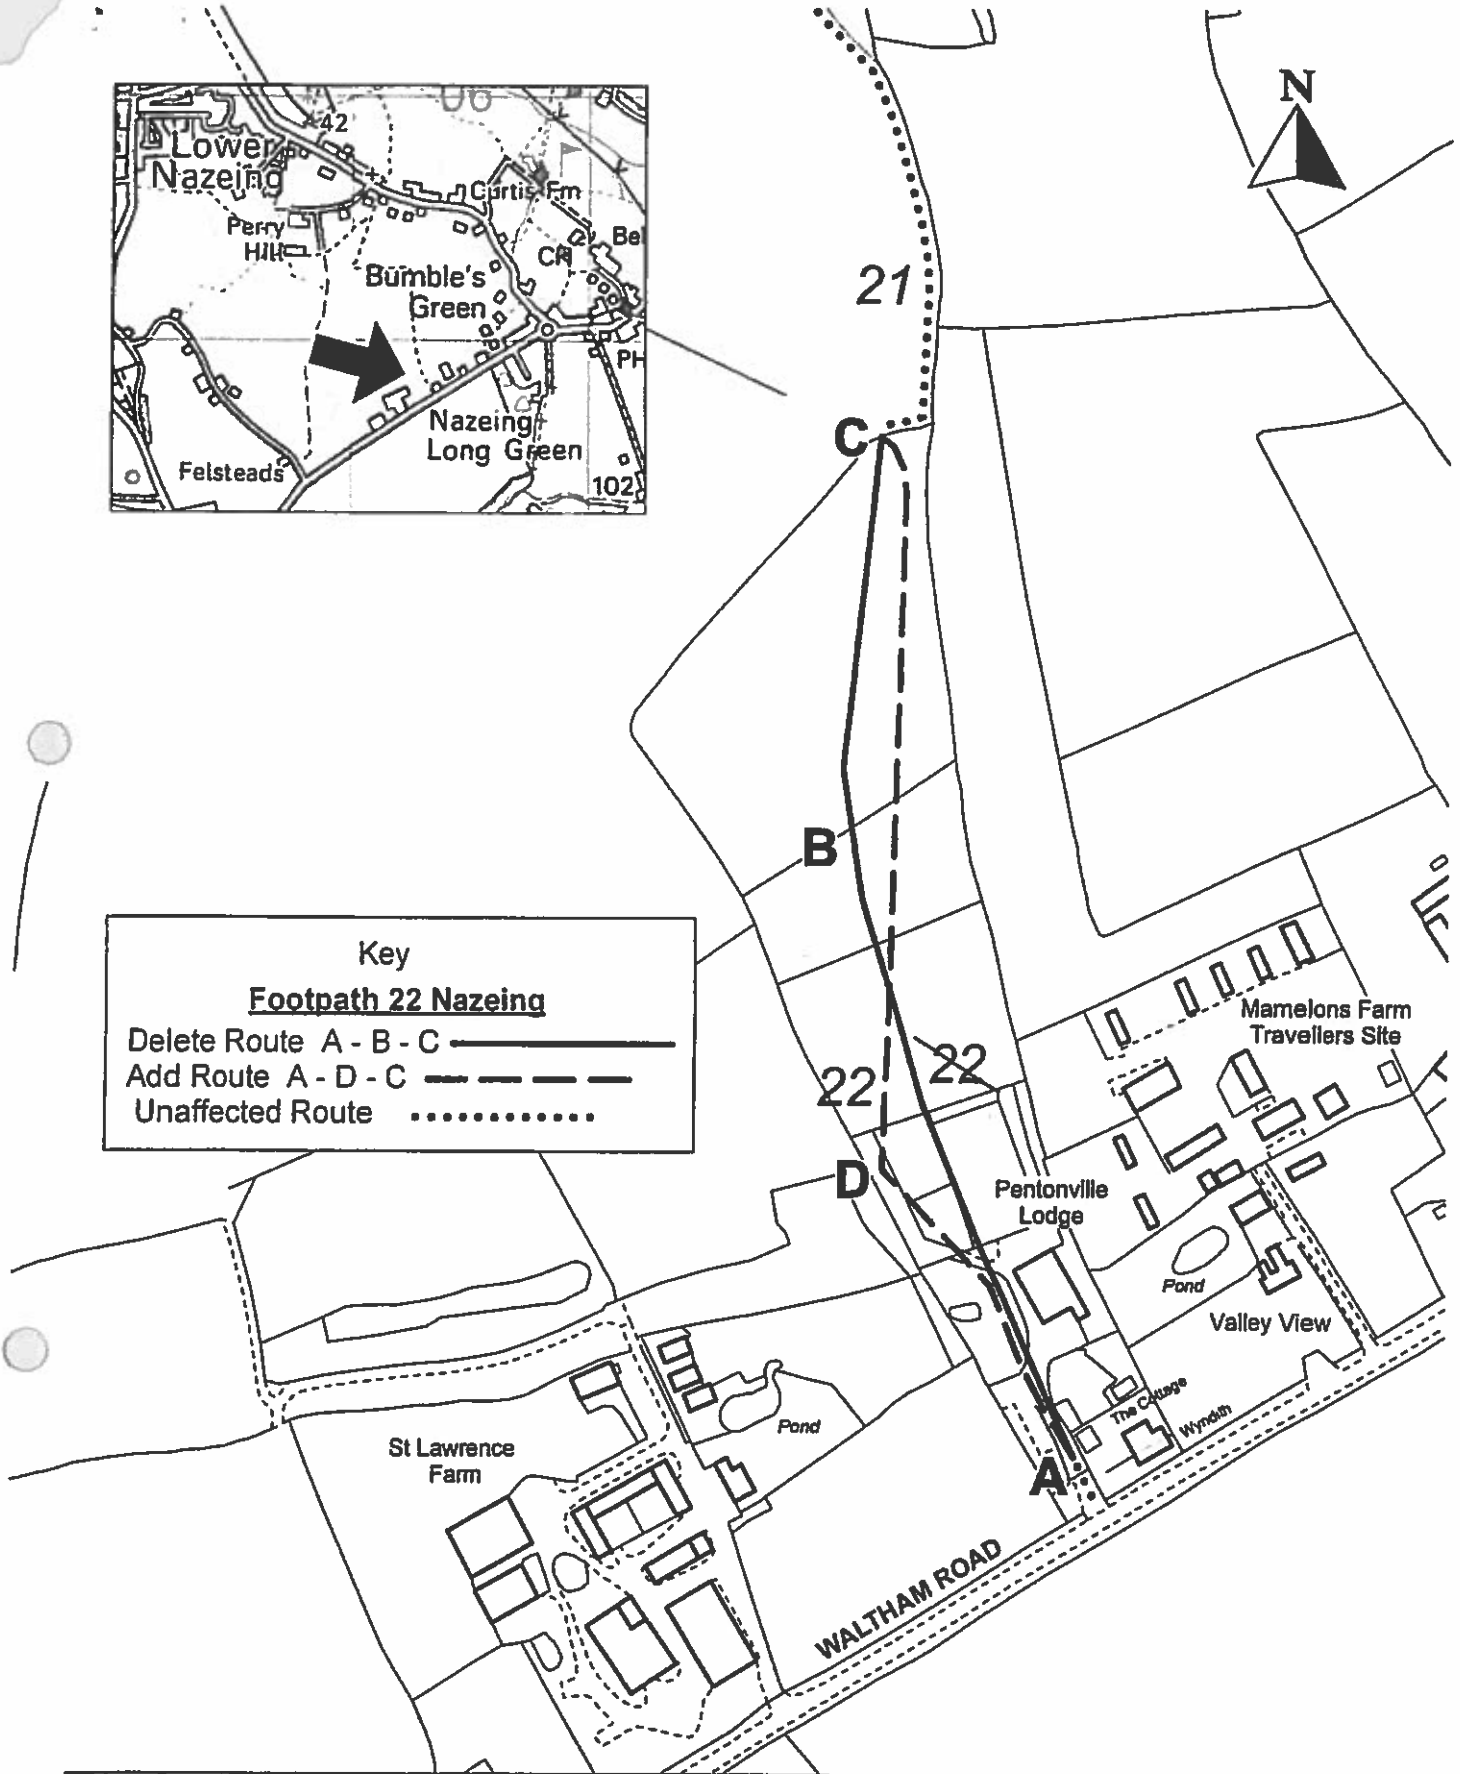 N
06
42
Lower
Nazeing
Curtis Fm
Perry
Hill
CH
Bel
Bumble's
Green
PH
Nazeing
Long Green
Felsteads
102
21
C
B
Key
Footpath 22 Nazeing
Delete Route A - B - C
Add Route A - D - C
Unaffected Route
Mamelons Farm
Travellers Site
22
22
D
Pentonville
Lodge
Pond
Valley View
The Cottage
Wyndith
Pond
St Lawrence
Farm
A
WALTHAM ROAD